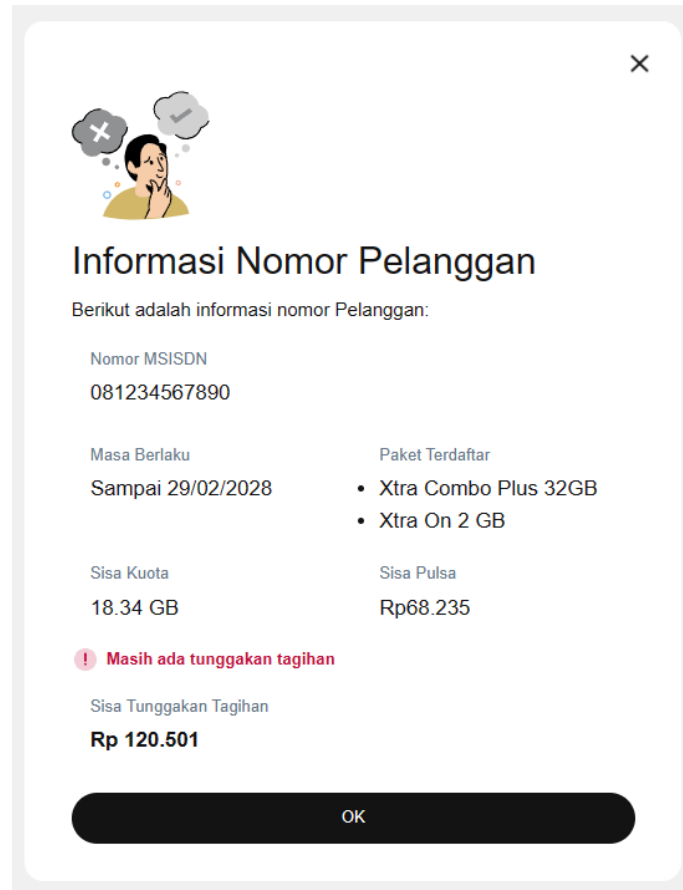 Informasi Nomor Pelanggan
Berikut adalah informasi nomor Pelanggan:
Nomor MSISDN
081234567890
Masa Berlaku
Sampai 29/02/2028
Paket Terdaftar
• Xtra Combo Plus 32GB
• Xtra On 2 GB
Sisa Kuota
18.34 GB
Sisa Pulsa
Rp68.235
! Masih ada tunggakan tagihan
Sisa Tunggakan Tagihan
Rp 120.501
OK